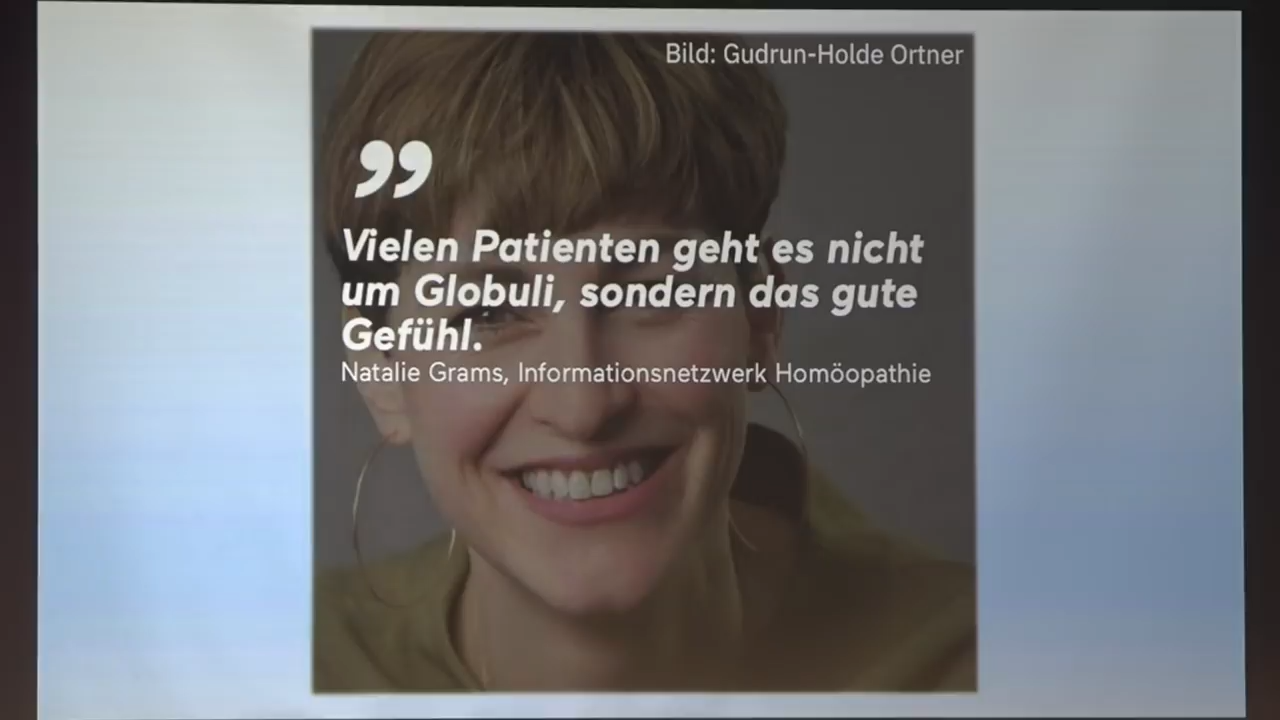 Bild: Gudrun-Holde Ortner
”
Vielen Patienten geht es nicht
um Globuli, sondern das gute
Gefühl.
Natalie Grams, Informationsnetzwerk Homöopathie